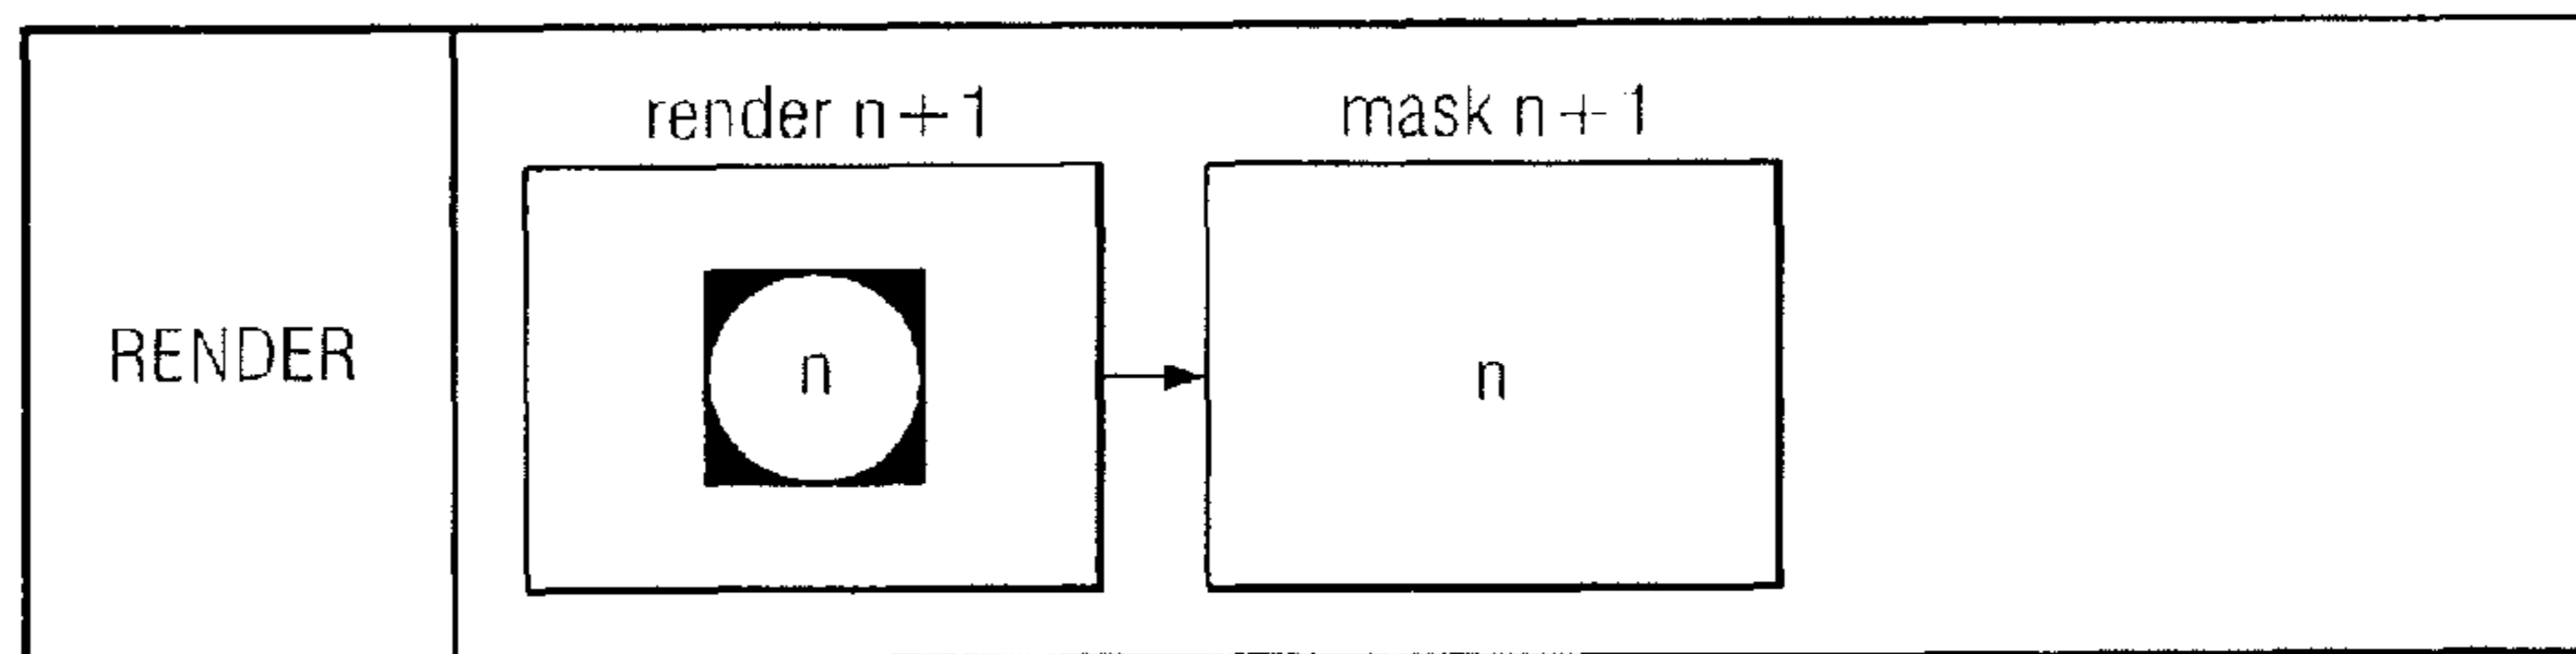 render n + 1
mask n + 1
RENDER
n
n